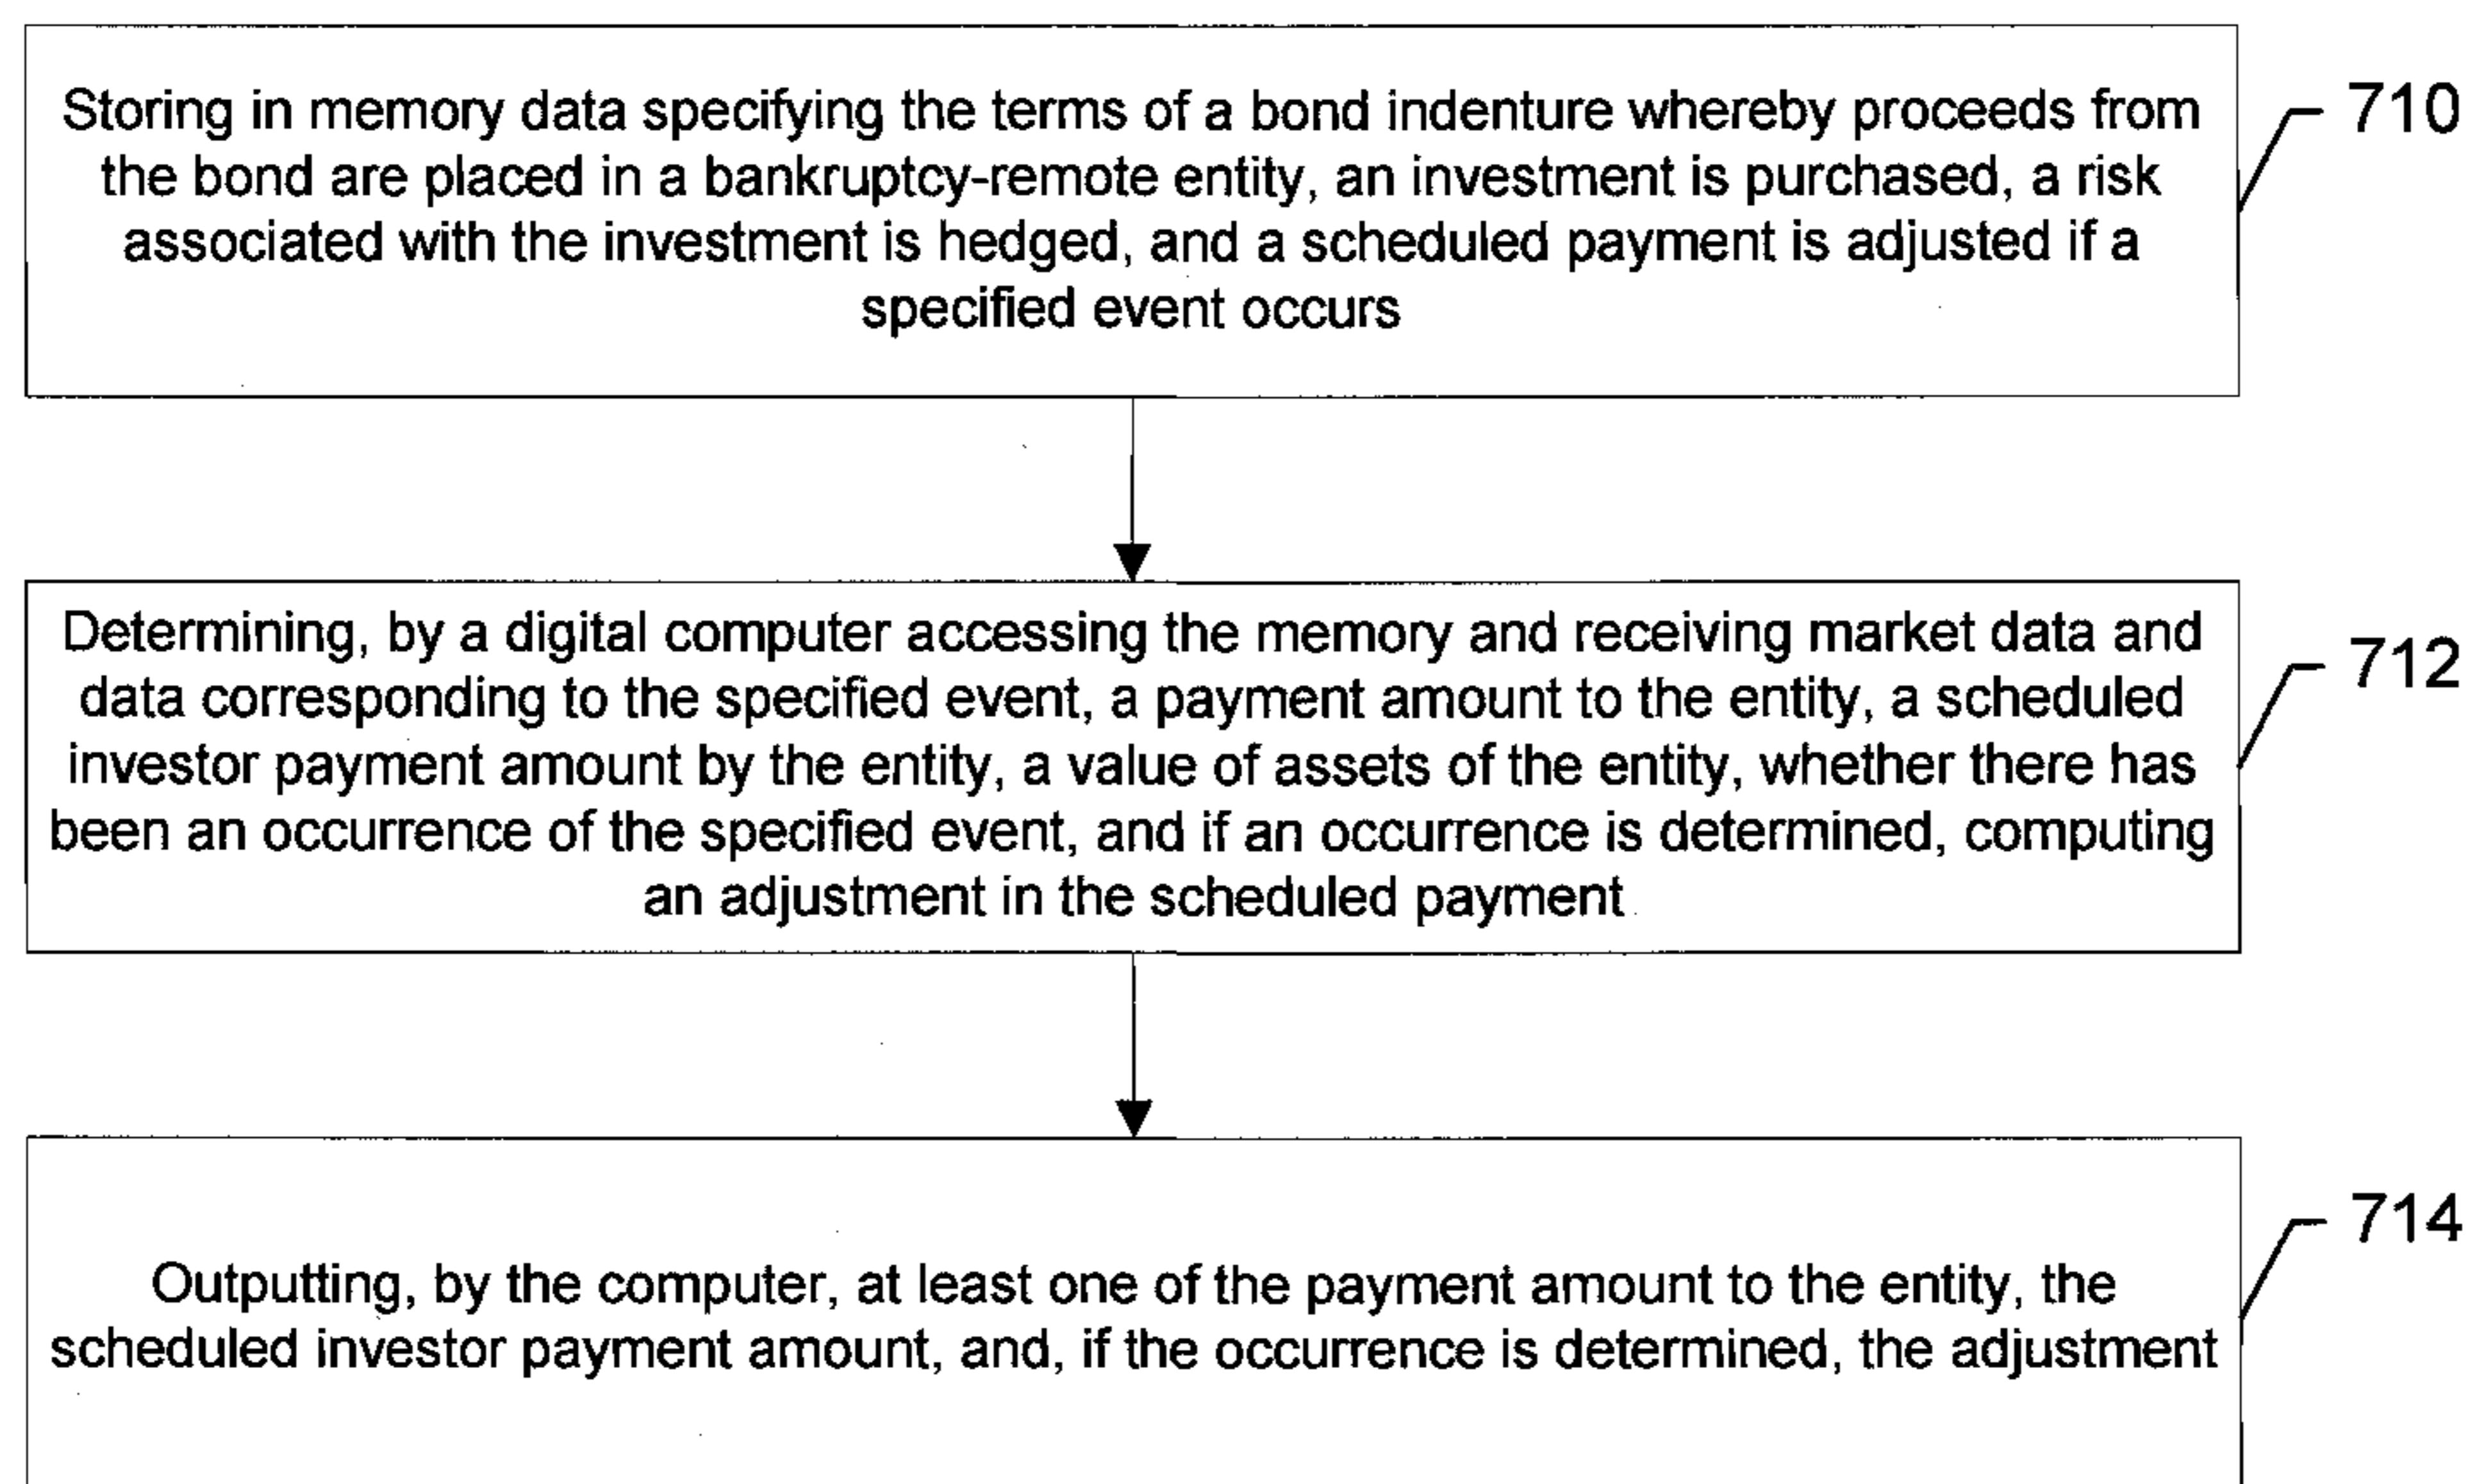 Storing in memory data specifying the terms of a bond indenture whereby proceeds from
the bond are placed in a bankruptcy-remote entity, an investment is purchased, a risk
associated with the investment is hedged, and a scheduled payment is adjusted if a
specified event occurs
710
Determining, by a digital computer accessing the memory and receiving market data and
data corresponding to the specified event, a payment amount to the entity, a scheduled
investor payment amount by the entity, a value of assets of the entity, whether there has
been an occurrence of the specified event, and if an occurrence is determined, computing
an adjustment in the scheduled payment
712
Outputting, by the computer, at least one of the payment amount to the entity, the
scheduled investor payment amount, and, if the occurrence is determined, the adjustment
714